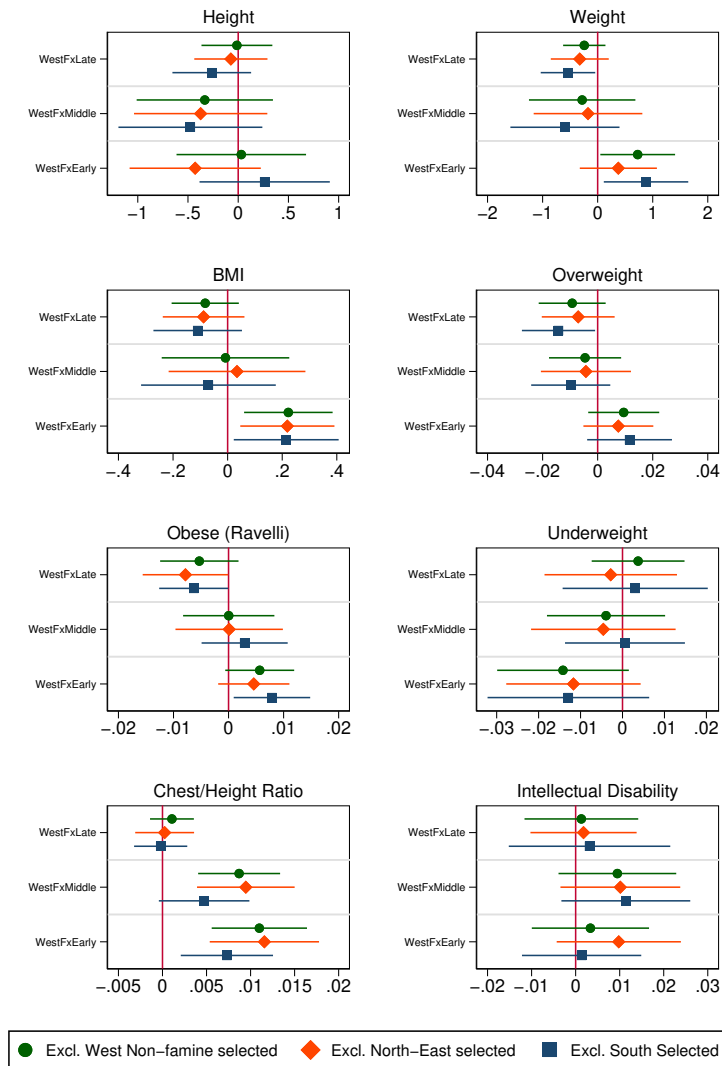 Height
WestFxLate
WestFxMiddle
WestFxEarly
−1 −.5 0 .5 1
Weight
WestFxLate
WestFxMiddle
WestFxEarly
−2 −1 0 1 2
BMI
WestFxLate
WestFxMiddle
WestFxEarly
−.4 −.2 0 .2 .4
Overweight
WestFxLate
WestFxMiddle
WestFxEarly
−.04 −.02 0 .02 .04
Obese (Ravelli)
WestFxLate
WestFxMiddle
WestFxEarly
−.02 −.01 0 .01 .02
Underweight
WestFxLate
WestFxMiddle
WestFxEarly
−.03 −.02 −.01 0 .01 .02
Chest/Height Ratio
WestFxLate
WestFxMiddle
WestFxEarly
−.005 0 .005 .01 .015 .02
Intellectual Disability
WestFxLate
WestFxMiddle
WestFxEarly
−.02 −.01 0 .01 .02 .03
Excl. West Non−famine selected Excl. North−East selected Excl. South Selected